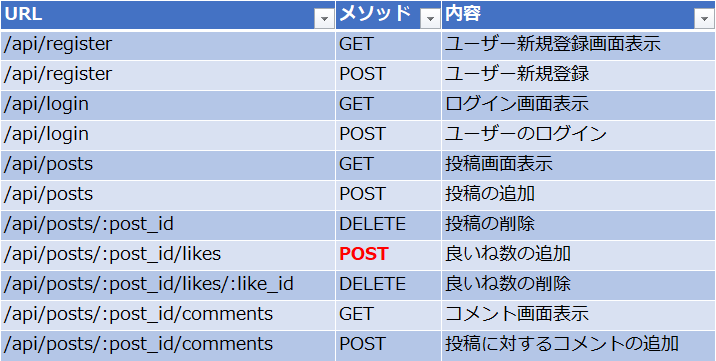 URL メソッド 内容
/api/register GET ユーザー新規登録画面表示
/api/register POST ユーザー新規登録
/api/login GET ログイン画面表示
/api/login POST ユーザーのログイン
/api/posts GET 投稿画面表示
/api/posts POST 投稿の追加
/api/posts/:post_id DELETE 投稿の削除
/api/posts/:post_id/likes POST 良いね数の追加
/api/posts/:post_id/likes/:like_id DELETE 良いね数の削除
/api/posts/:post_id/comments GET コメント画面表示
/api/posts/:post_id/comments POST 投稿に対するコメントの追加